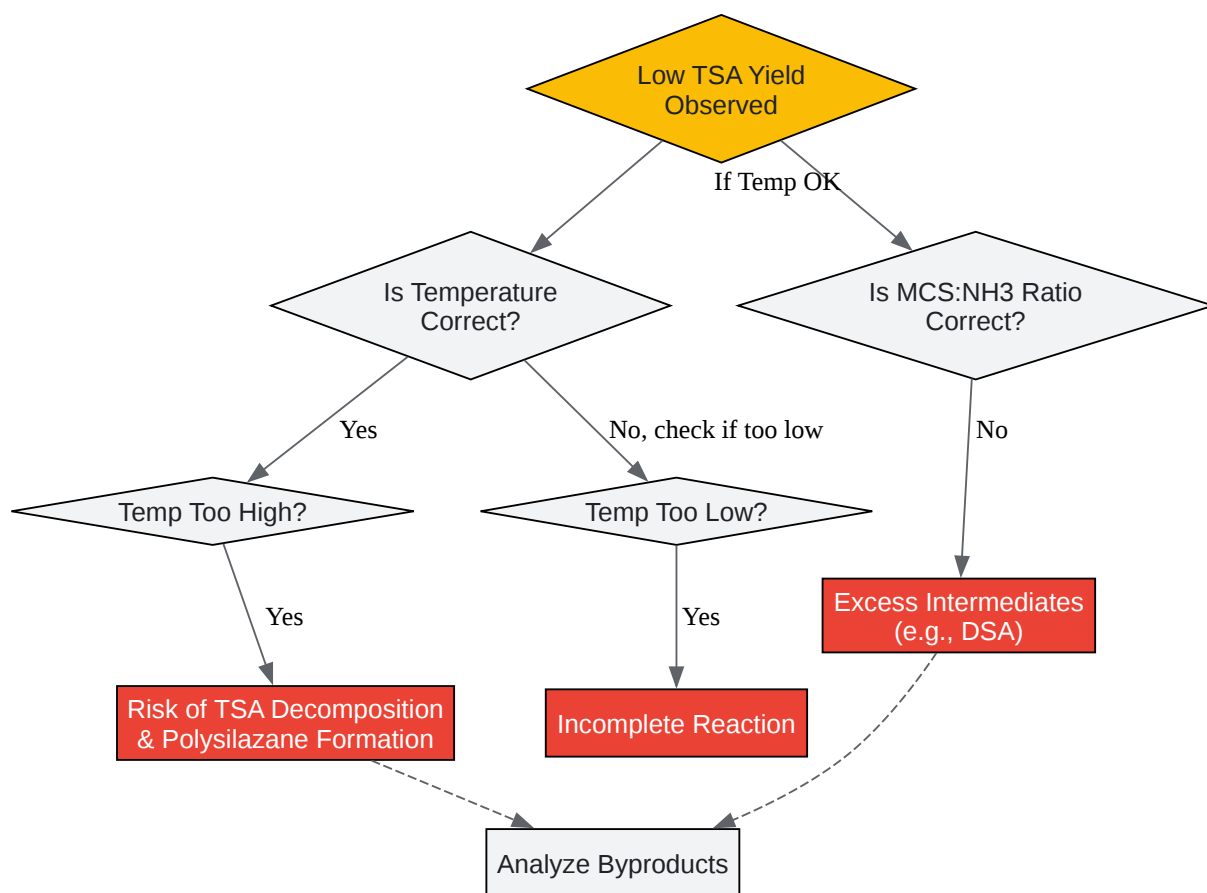 Low TSA Yield
Observed
If Temp OK
Is Temperature
Correct?
Is MCS:NH3 Ratio
Correct?
Yes
No, check if too low
No
Temp Too High?
Temp Too Low?
Yes
Yes
Excess Intermediates
(e.g., DSA)
Risk of TSA Decomposition
& Polysilazane Formation
Incomplete Reaction
Analyze Byproducts